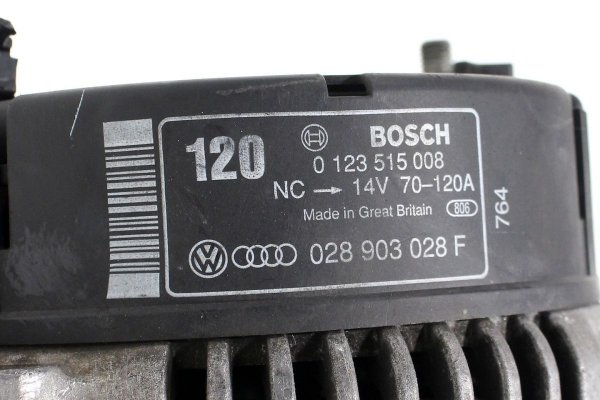 120 BOSCH
0 123 515 008
NC → 14V 70-120A
Made in Great Britain 806
028 903 028 F
764